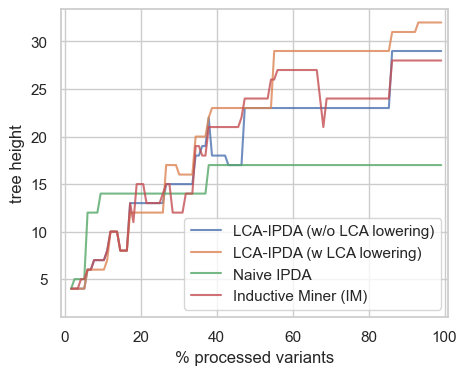 30
25
20
15
10
5
tree height
LCA-IPDA (w/o LCA lowering)
LCA-IPDA (w LCA lowering)
Naive IPDA
Inductive Miner (IM)
0 20 40 60 80 100
% processed variants